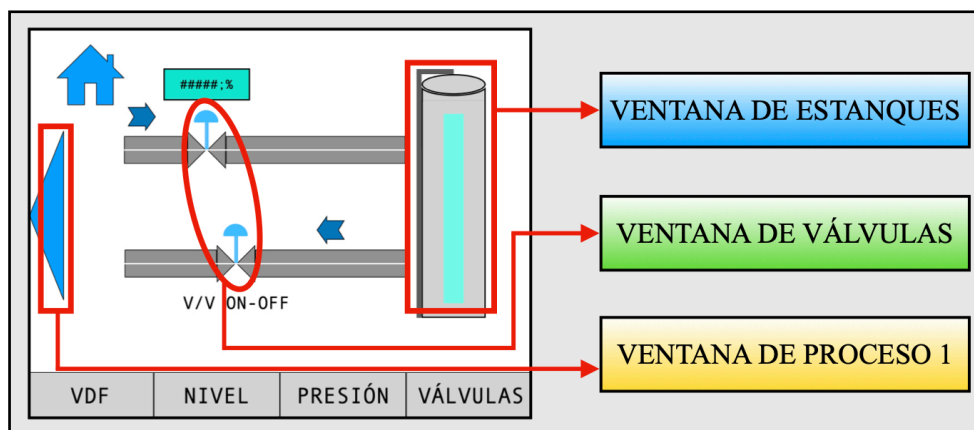 #####;%
VENTANA DE ESTANQUES
VENTANA DE VÁLVULAS
V/V ON-OFF
VENTANA DE PROCESO 1
VDF
NIVEL
PRESIÓN
VÁLVULAS